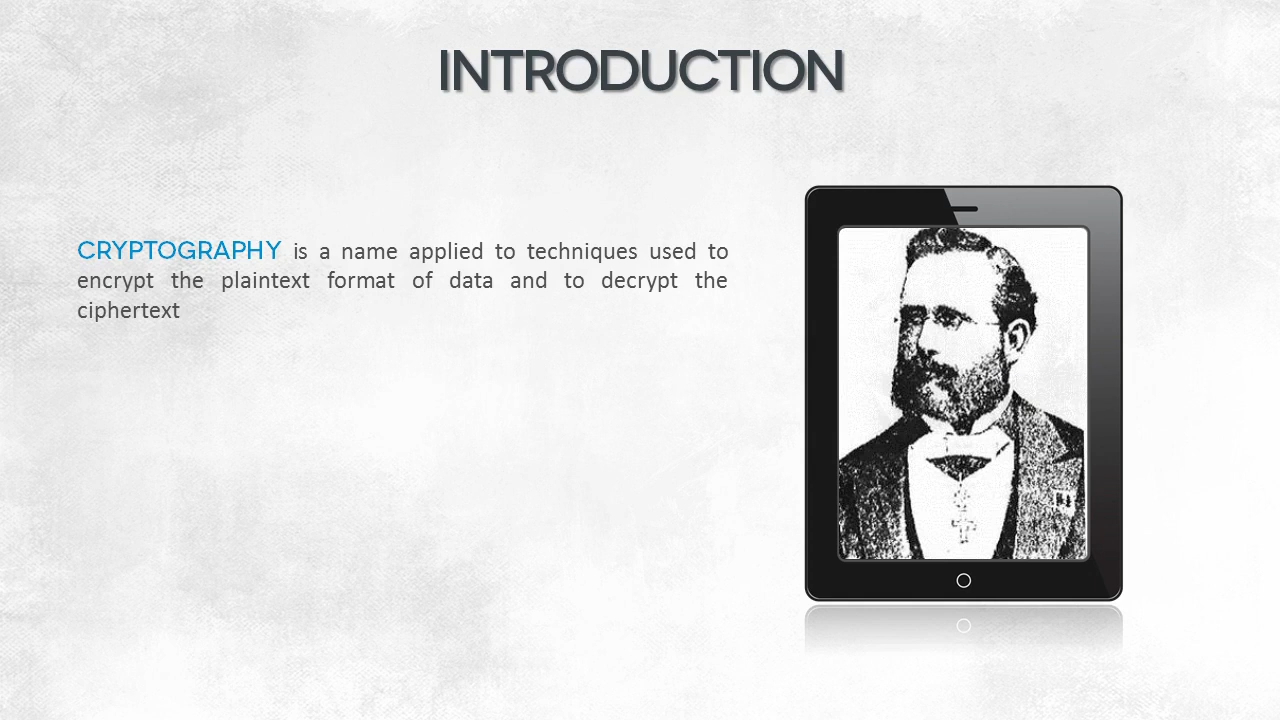 INTRODUCTION
CRYPTOGRAPHY is a name applied to techniques used to
encrypt the plaintext format of data and to decrypt the
ciphertext